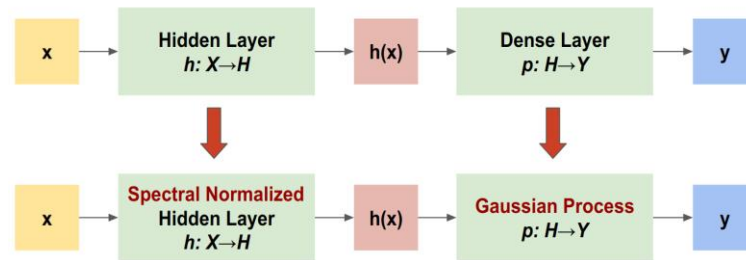 x
Hidden Layer
h: X→H
h(x)
Dense Layer
p: H→Y
y
x
Spectral Normalized
Hidden Layer
h: X→H
h(x)
Gaussian Process
p: H→Y
y